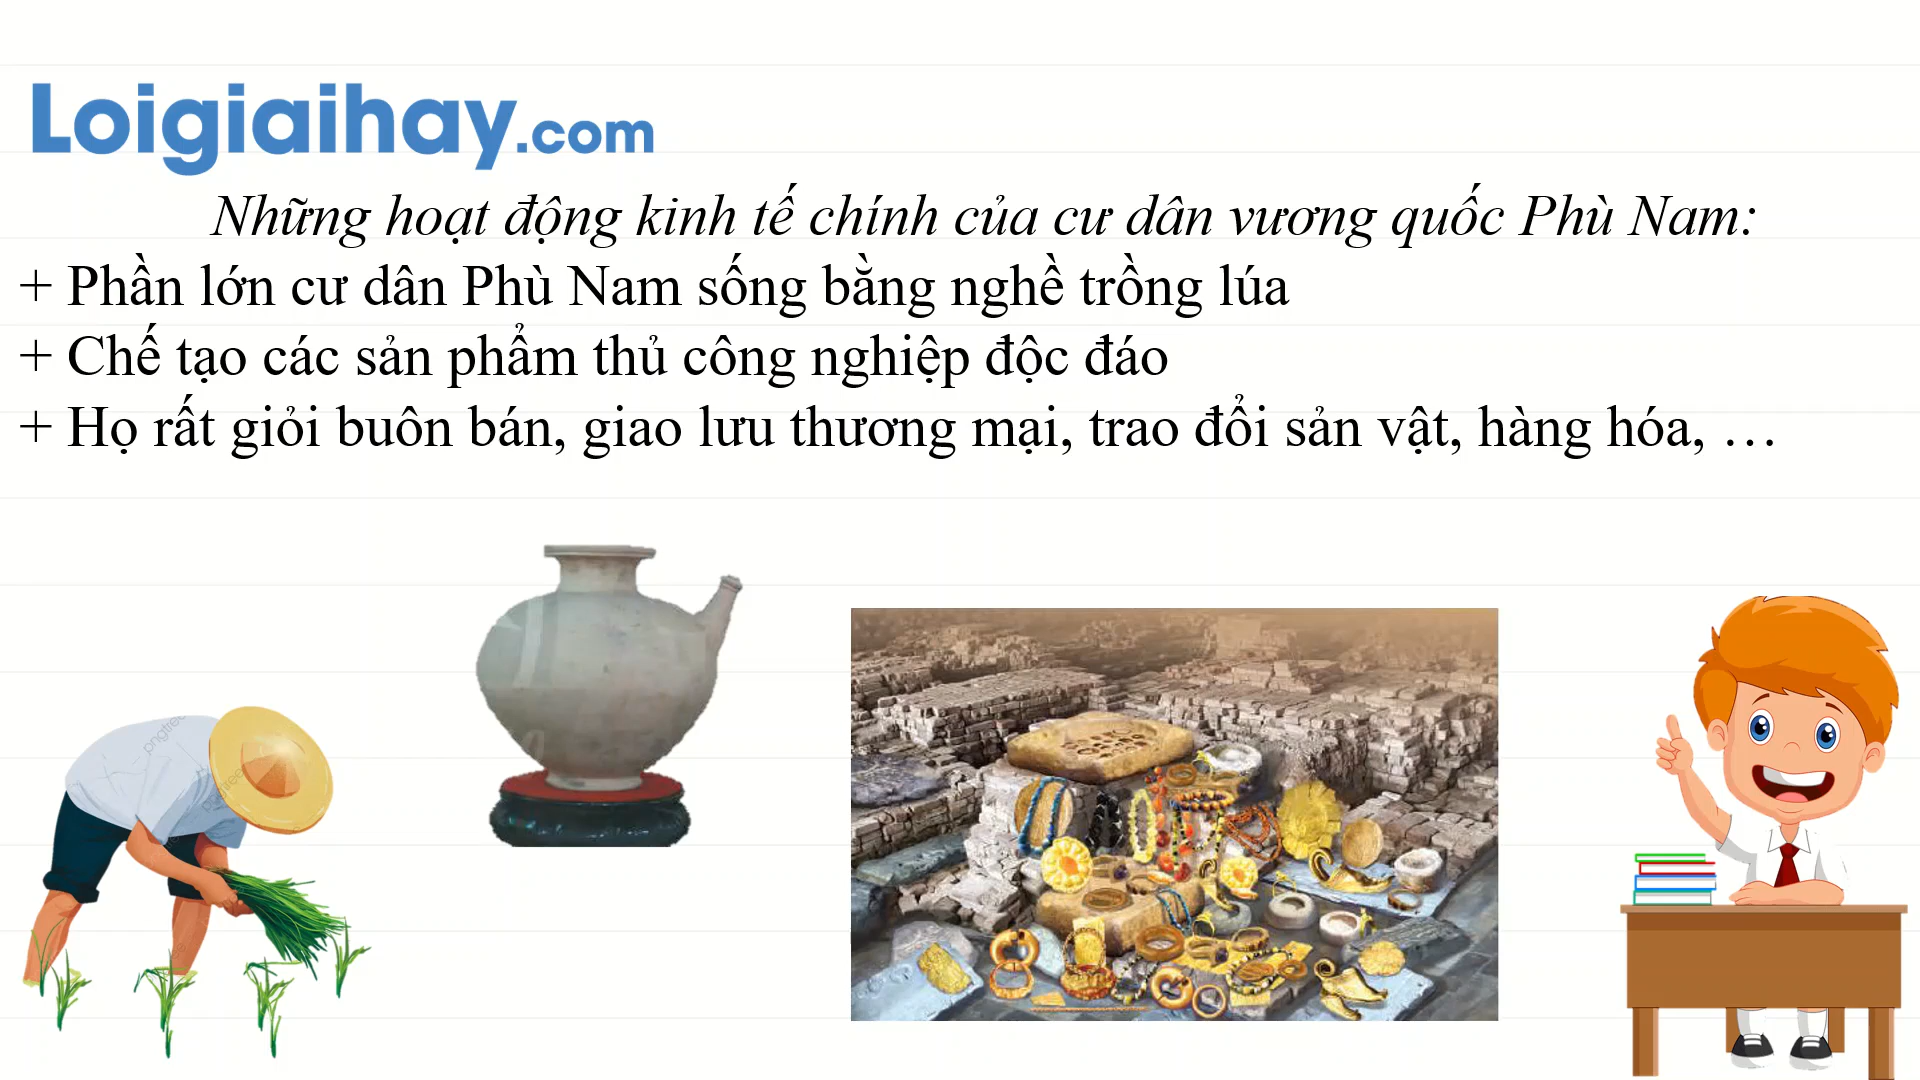 Loigiaihay.com
Những hoạt động kinh tế chính của cư dân vương quốc Phù Nam:
+ Phần lớn cư dân Phù Nam sống bằng nghề trồng lúa
+ Chế tạo các sản phẩm thủ công nghiệp độc đáo
+ Họ rất giỏi buôn bán, giao lưu thương mại, trao đổi sản vật, hàng hóa, …
pngtree